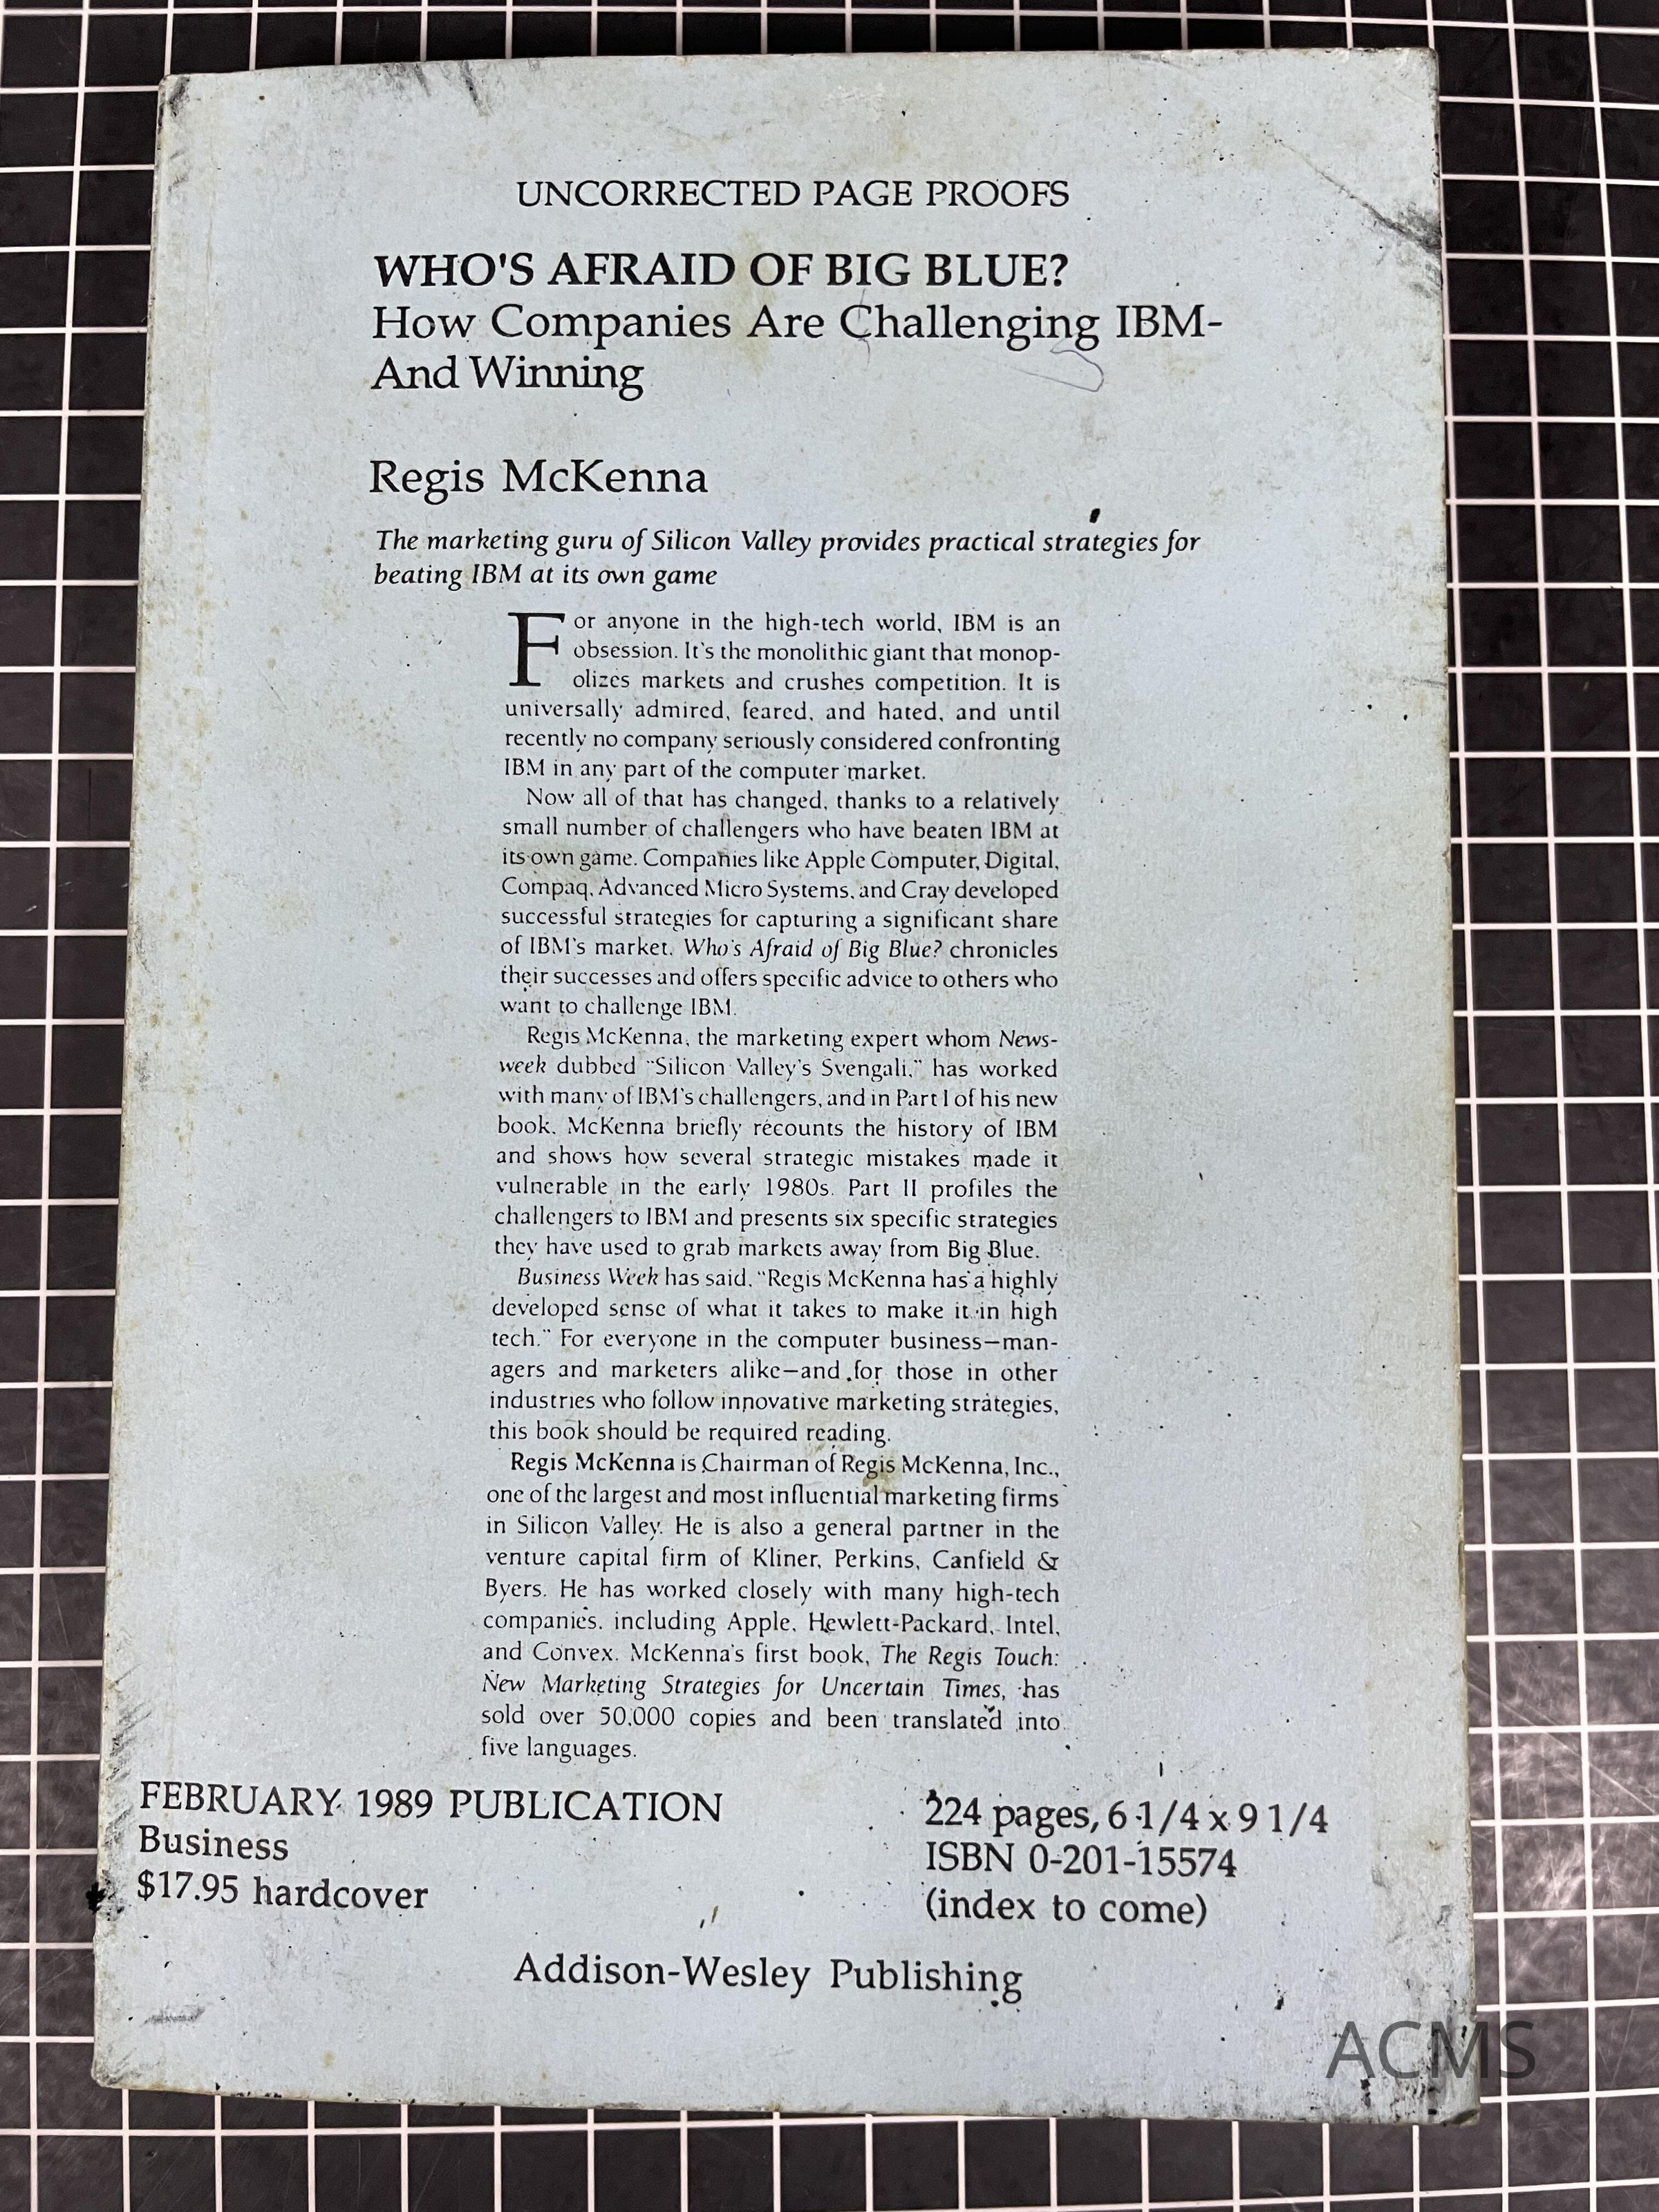 UNCORRECTED PAGE PROOFS
WHO'S AFRAID OF BIG BLUE?
How Companies Are Challenging IBM-
And Winning
Regis McKenna
The marketing guru of Silicon Valley provides practical strategies for
beating IBM at its own game
For anyone in the high-tech world, IBM is an
obsession. It's the monolithic giant that monop-
olizes markets and crushes competition. It is
universally admired, feared, and hated, and until
recently no company seriously considered confronting
IBM in any part of the computer market.
Now all of that has changed, thanks to a relatively
small number of challengers who have beaten IBM at
its own game. Companies like Apple Computer, Digital,
Compaq, Advanced Micro Systems, and Cray developed
successful strategies for capturing a significant share
of IBM's market. Who's Afraid of Big Blue? chronicles
their successes and offers specific advice to others who
want to challenge IBM.
Regis McKenna, the marketing expert whom News-
week dubbed "Silicon Valley's Svengali," has worked
with many of IBM's challengers, and in Part I of his new
book, McKenna briefly recounts the history of IBM
and shows how several strategic mistakes made it
vulnerable in the early 1980s. Part II profiles the
challengers to IBM and presents six specific strategies
they have used to grab markets away from Big Blue.
Business Week has said, "Regis McKenna has a highly
developed sense of what it takes to make it in high
tech." For everyone in the computer business—man-
agers and marketers alike—and for those in other
industries who follow innovative marketing strategies,
this book should be required reading.
Regis McKenna is Chairman of Regis McKenna, Inc.,
one of the largest and most influential marketing firms
in Silicon Valley. He is also a general partner in the
venture capital firm of Kliner, Perkins, Canfield &
Byers. He has worked closely with many high-tech
companies, including Apple, Hewlett-Packard, Intel,
and Convex. McKenna's first book, The Regis Touch:
New Marketing Strategies for Uncertain Times, has
sold over 50,000 copies and been translated into
five languages.
FEBRUARY 1989 PUBLICATION
Business
$17.95 hardcover
224 pages, 6 1/4 x 9 1/4
ISBN 0-201-15574
(index to come)
Addison-Wesley Publishing
ACMS